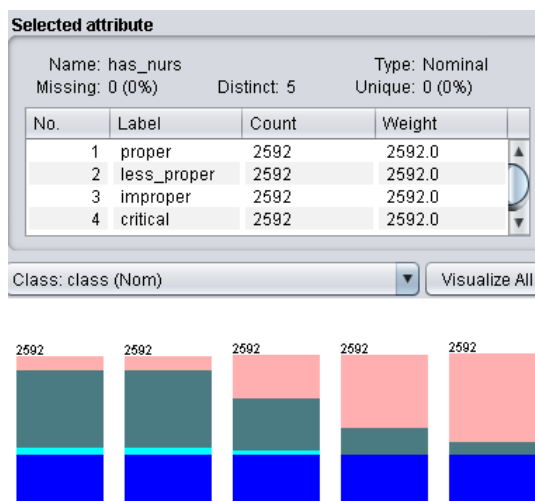 Selected attribute
Name: has_nurs Type: Nominal
Missing: 0 (0%) Distinct: 5 Unique: 0 (0%)
No. Label Count Weight
1 proper 2592 2592.0
2 less_proper 2592 2592.0
3 improper 2592 2592.0
4 critical 2592 2592.0
Class: class (Nom) Visualize All
2592 2592 2592 2592 2592